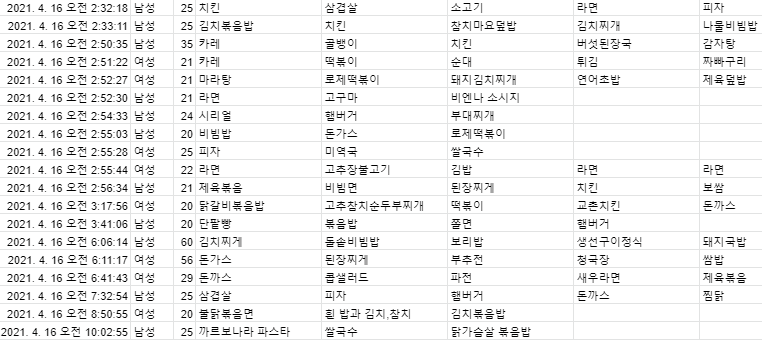 2021. 4. 16 오전 2:32:18 남성 25 치킨 삼겹살 소고기 라면 피자
2021. 4. 16 오전 2:33:11 남성 25 김치볶음밥 치킨 참치마요덮밥 김치찌개 나물비빔밥
2021. 4. 16 오전 2:50:35 남성 35 카레 골뱅이 치킨 버섯된장국 감자탕
2021. 4. 16 오전 2:51:22 여성 21 카레 떡볶이 순대 튀김 짜빠구리
2021. 4. 16 오전 2:52:27 여성 21 마라탕 로제떡볶이 돼지김치찌개 연어초밥 제육덮밥
2021. 4. 16 오전 2:52:30 남성 21 라면 고구마 비엔나 소시지
2021. 4. 16 오전 2:54:33 남성 24 시리얼 햄버거 부대찌개
2021. 4. 16 오전 2:55:03 남성 20 비빔밥 돈가스 로제떡볶이
2021. 4. 16 오전 2:55:28 여성 25 피자 미역국 쌀국수
2021. 4. 16 오전 2:55:44 여성 22 라면 고추장불고기 김밥 라면 라면
2021. 4. 16 오전 2:56:34 남성 21 제육볶음 비빔면 된장찌게 치킨 보쌈
2021. 4. 16 오전 3:17:56 여성 20 닭갈비볶음밥 고추참치순두부찌개 떡볶이 교촌치킨 돈까스
2021. 4. 16 오전 3:41:06 남성 20 단팥빵 볶음밥 쫄면 햄버거
2021. 4. 16 오전 6:06:14 남성 60 김치찌게 돌솥비빔밥 보리밥 생선구이정식 돼지국밥
2021. 4. 16 오전 6:11:17 여성 56 돈가스 된장찌게 부추전 청국장 쌈밥
2021. 4. 16 오전 6:41:43 여성 29 돈까스 콥샐러드 파전 새우라면 제육볶음
2021. 4. 16 오전 7:32:54 남성 25 삼겹살 피자 햄버거 돈까스 찜닭
2021. 4. 16 오전 8:50:55 여성 20 불닭볶음면 흰 밥과 김치,참치 김치볶음밥
2021. 4. 16 오전 10:02:55 남성 25 까르보나라 파스타 쌀국수 닭가슴살 볶음밥